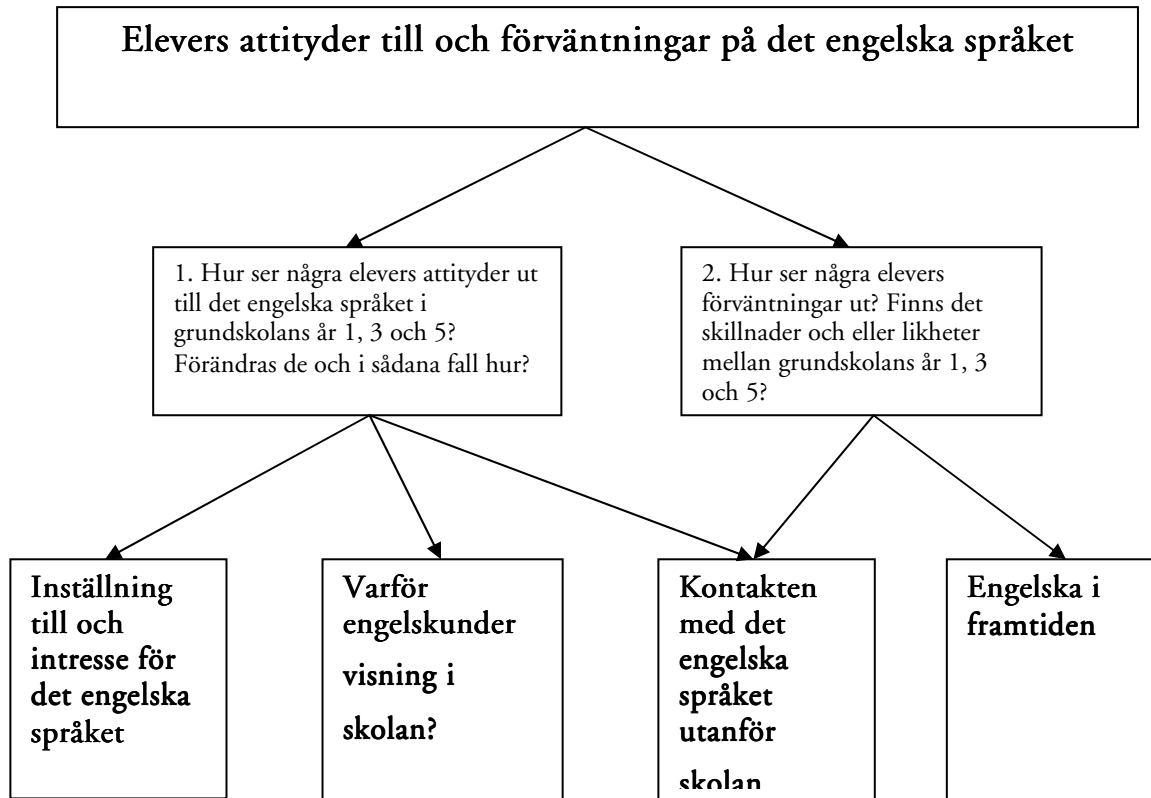 Elevers attityder till och förväntningar på det engelska språket
1. Hur ser några elevers attityder ut
till det engelska språket i
grundskolans år 1, 3 och 5?
Förändras de och i sådana fall hur?
2. Hur ser några elevers
förväntningar ut? Finns det
skillnader och eller likheter
mellan grundskolans år 1, 3
och 5?
Inställning
till och
intresse för
det engelska
språket
Varför
engelskunder
visning i
skolan?
Kontakten
med det
engelska
språket
utanför
skolan
Engelska i
framtiden